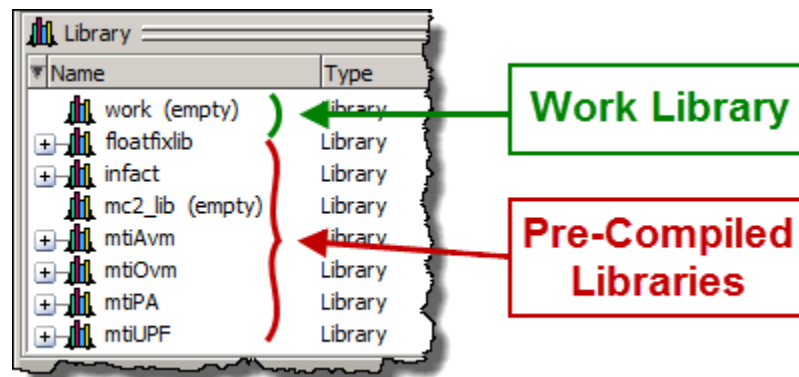 Library
Name Type
work (empty) Library
floatfixlib Library
infact Library
mc2_lib (empty) Library
mtiAvm Library
mtiOvm Library
mtiPA Library
mtiUPF Library
Work Library
Pre-Compiled
Libraries